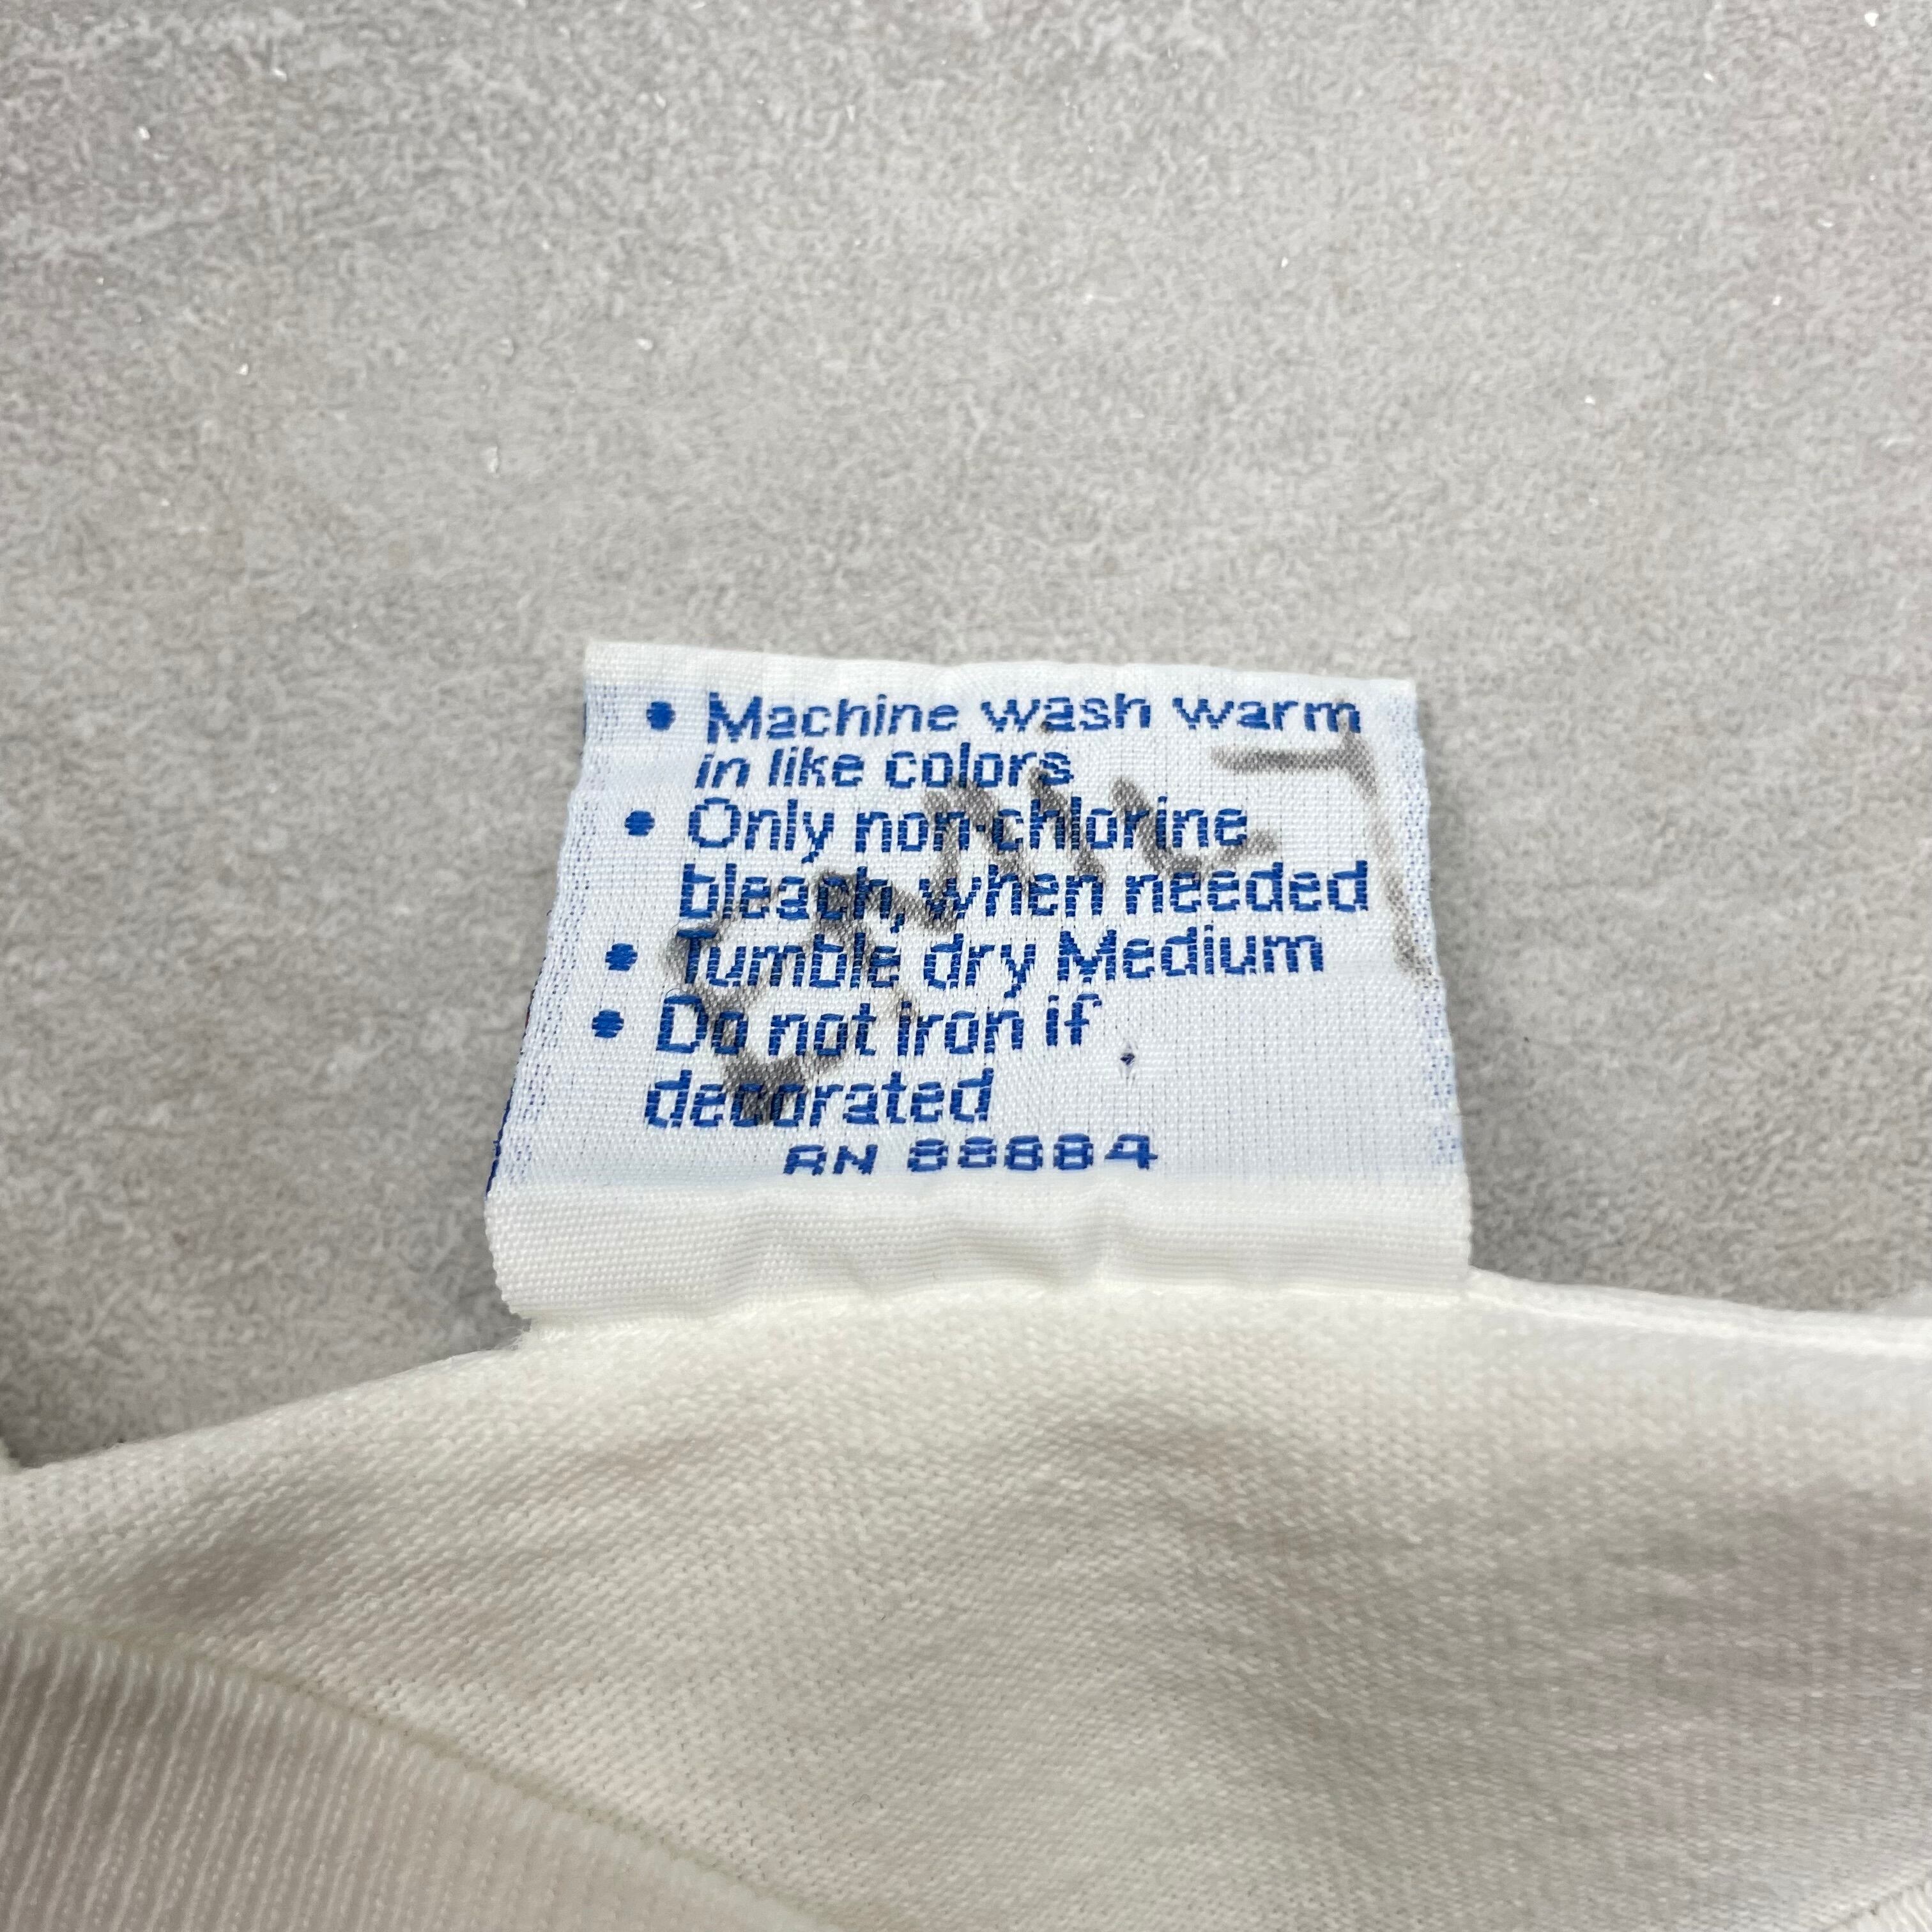 • Machine wash warm
in like colors
• Only non-chlorine
bleach, when needed
• Tumble dry Medium
• Do not iron if
decorated
RN 88884